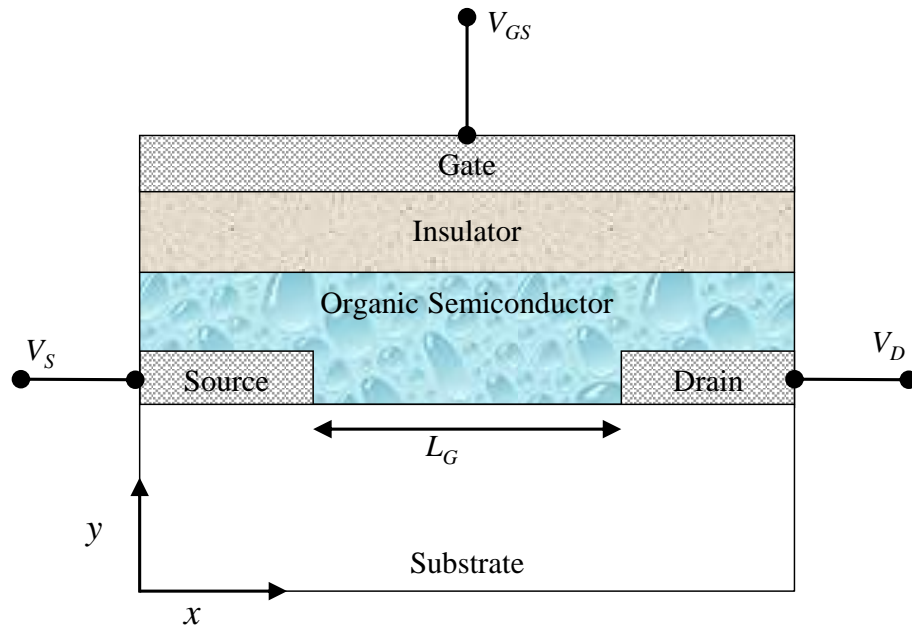 V_GS
Gate
Insulator
Organic Semiconductor
V_S
V_D
Source
Drain
L_G
y
Substrate
x